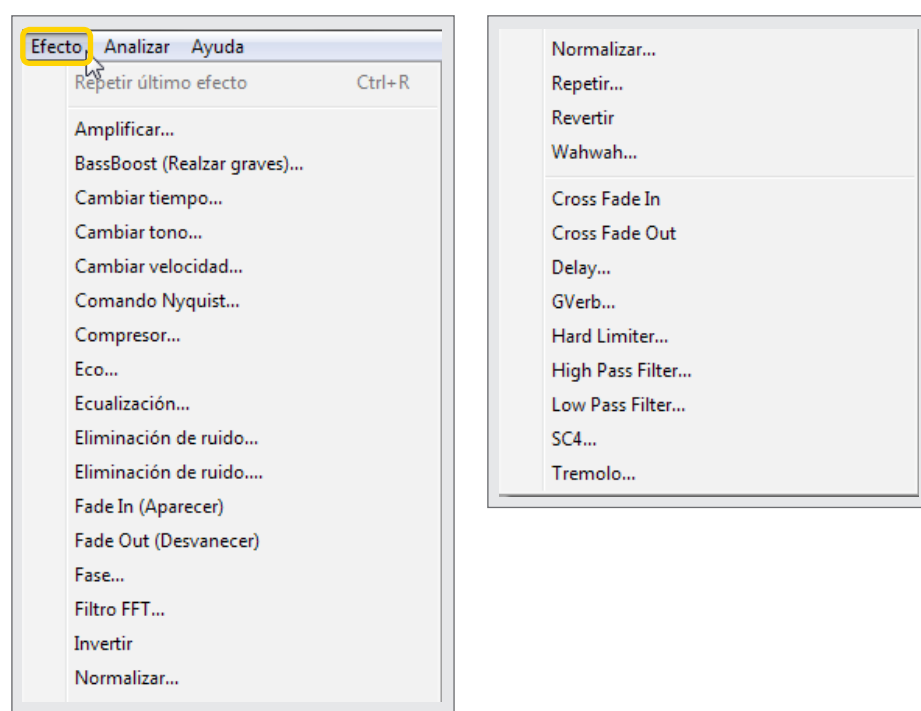 Efecto Analizar Ayuda
Repetir último efecto Ctrl+R
Amplificar...
BassBoost (Realzar graves)...
Cambiar tiempo...
Cambiar tono...
Cambiar velocidad...
Comando Nyquist...
Compresor...
Eco...
Ecualización...
Eliminación de ruido...
Eliminación de ruido....
Fade In (Aparecer)
Fade Out (Desvanecer)
Fase...
Filtro FFT...
Invertir
Normalizar...
Normalizar...
Repetir...
Revertir
Wahwah...
Cross Fade In
Cross Fade Out
Delay...
GVerb...
Hard Limiter...
High Pass Filter...
Low Pass Filter...
SC4...
Tremolo...